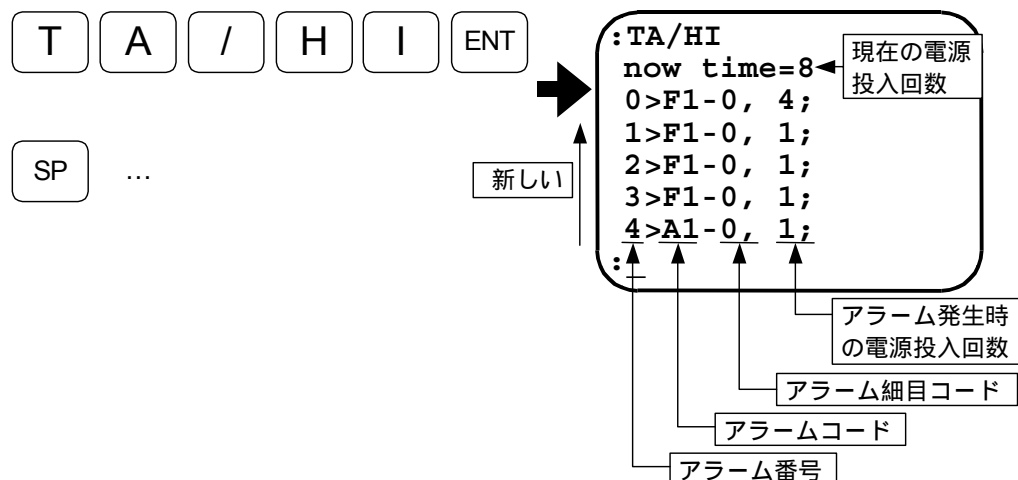 T A / H I ENT
SP …
:TA/HI
now time=8
0>F1-0, 4;
1>F1-0, 1;
2>F1-0, 1;
3>F1-0, 1;
4>A1-0, 1;
:_
現在の電源
投入回数
新しい
アラーム発生時
の電源投入回数
アラーム細目コード
アラームコード
アラーム番号